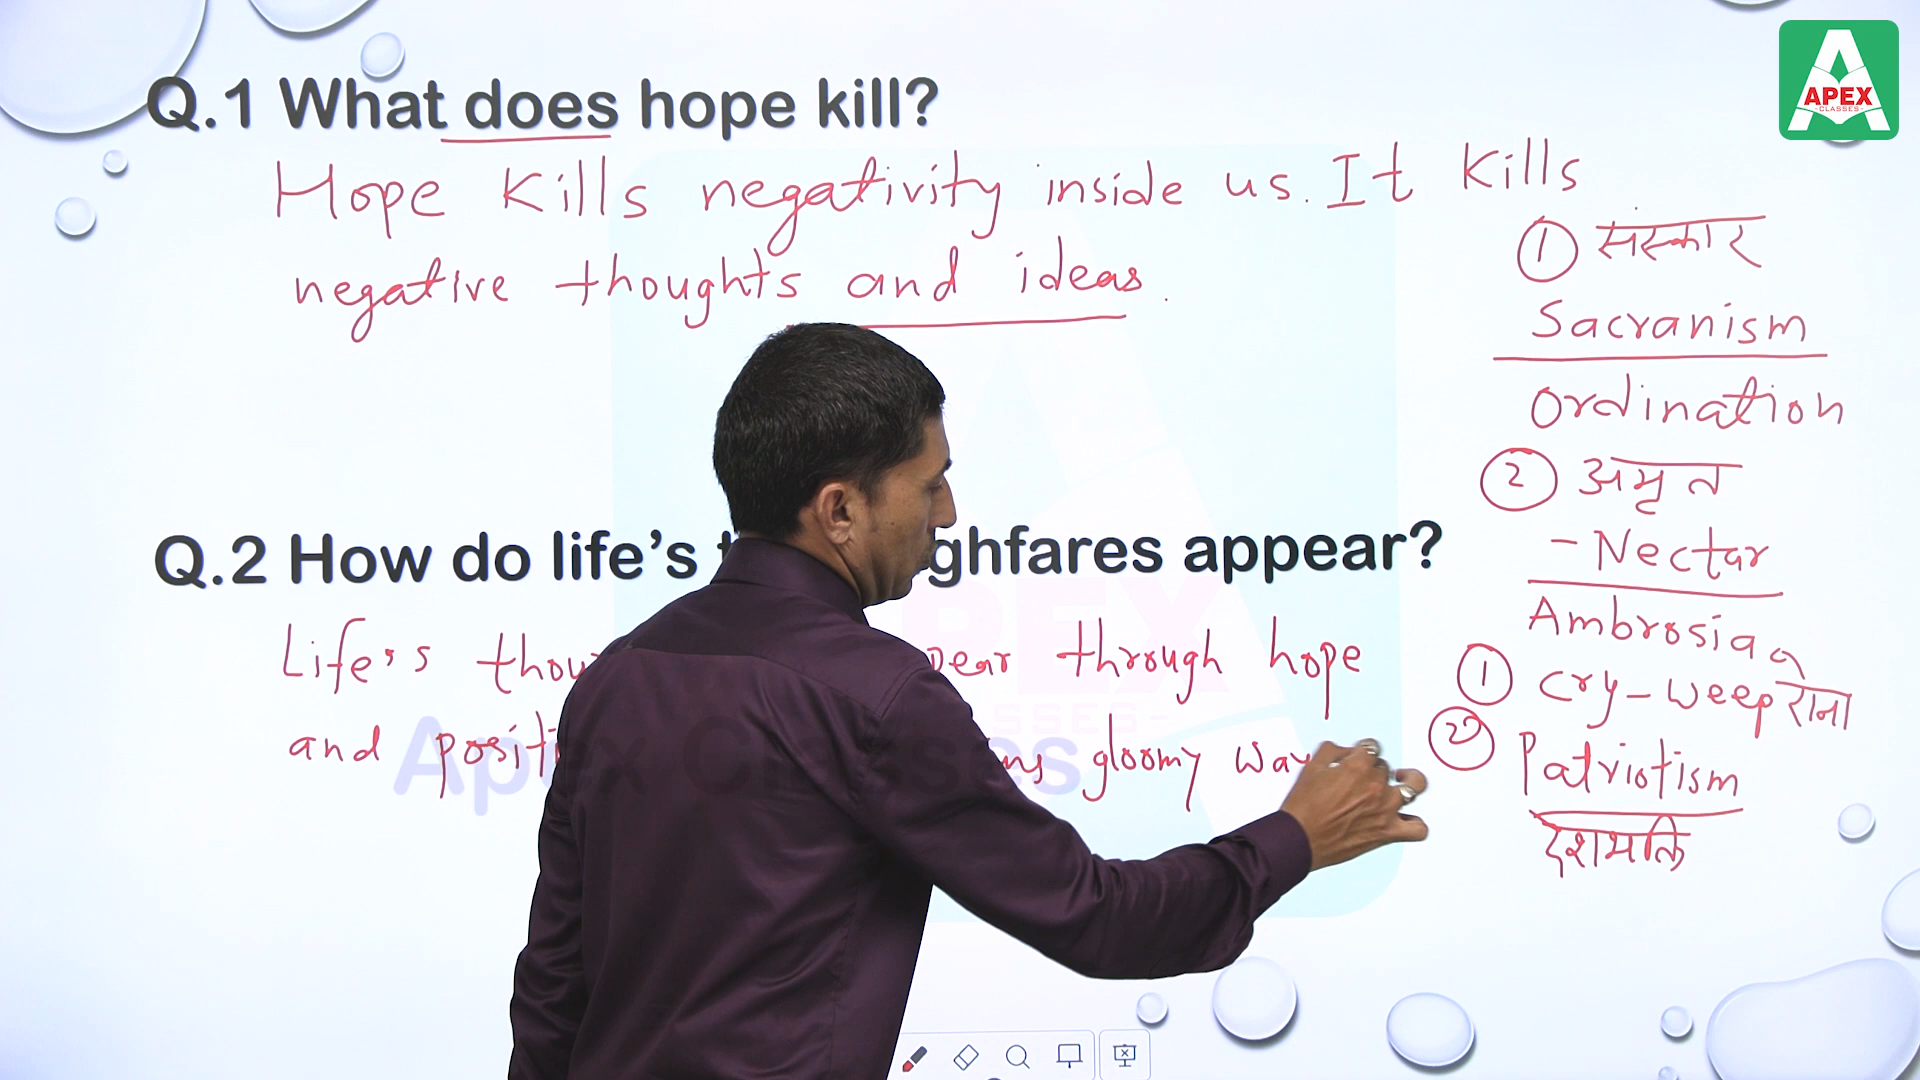 APEX
-CLASSES-
Q.1 What does hope kill?
Hope kills negativity inside us. It kills
negative thoughts and ideas.
Q.2 How do life's ghfares appear?
Life's through hope
and gloomy
Apex Classes
① संस्कार
Sacranism
Ordination
② अमृत
- Nectar
Ambrosia
① Cry - weep रोना
② Patriotism
देशभक्ति